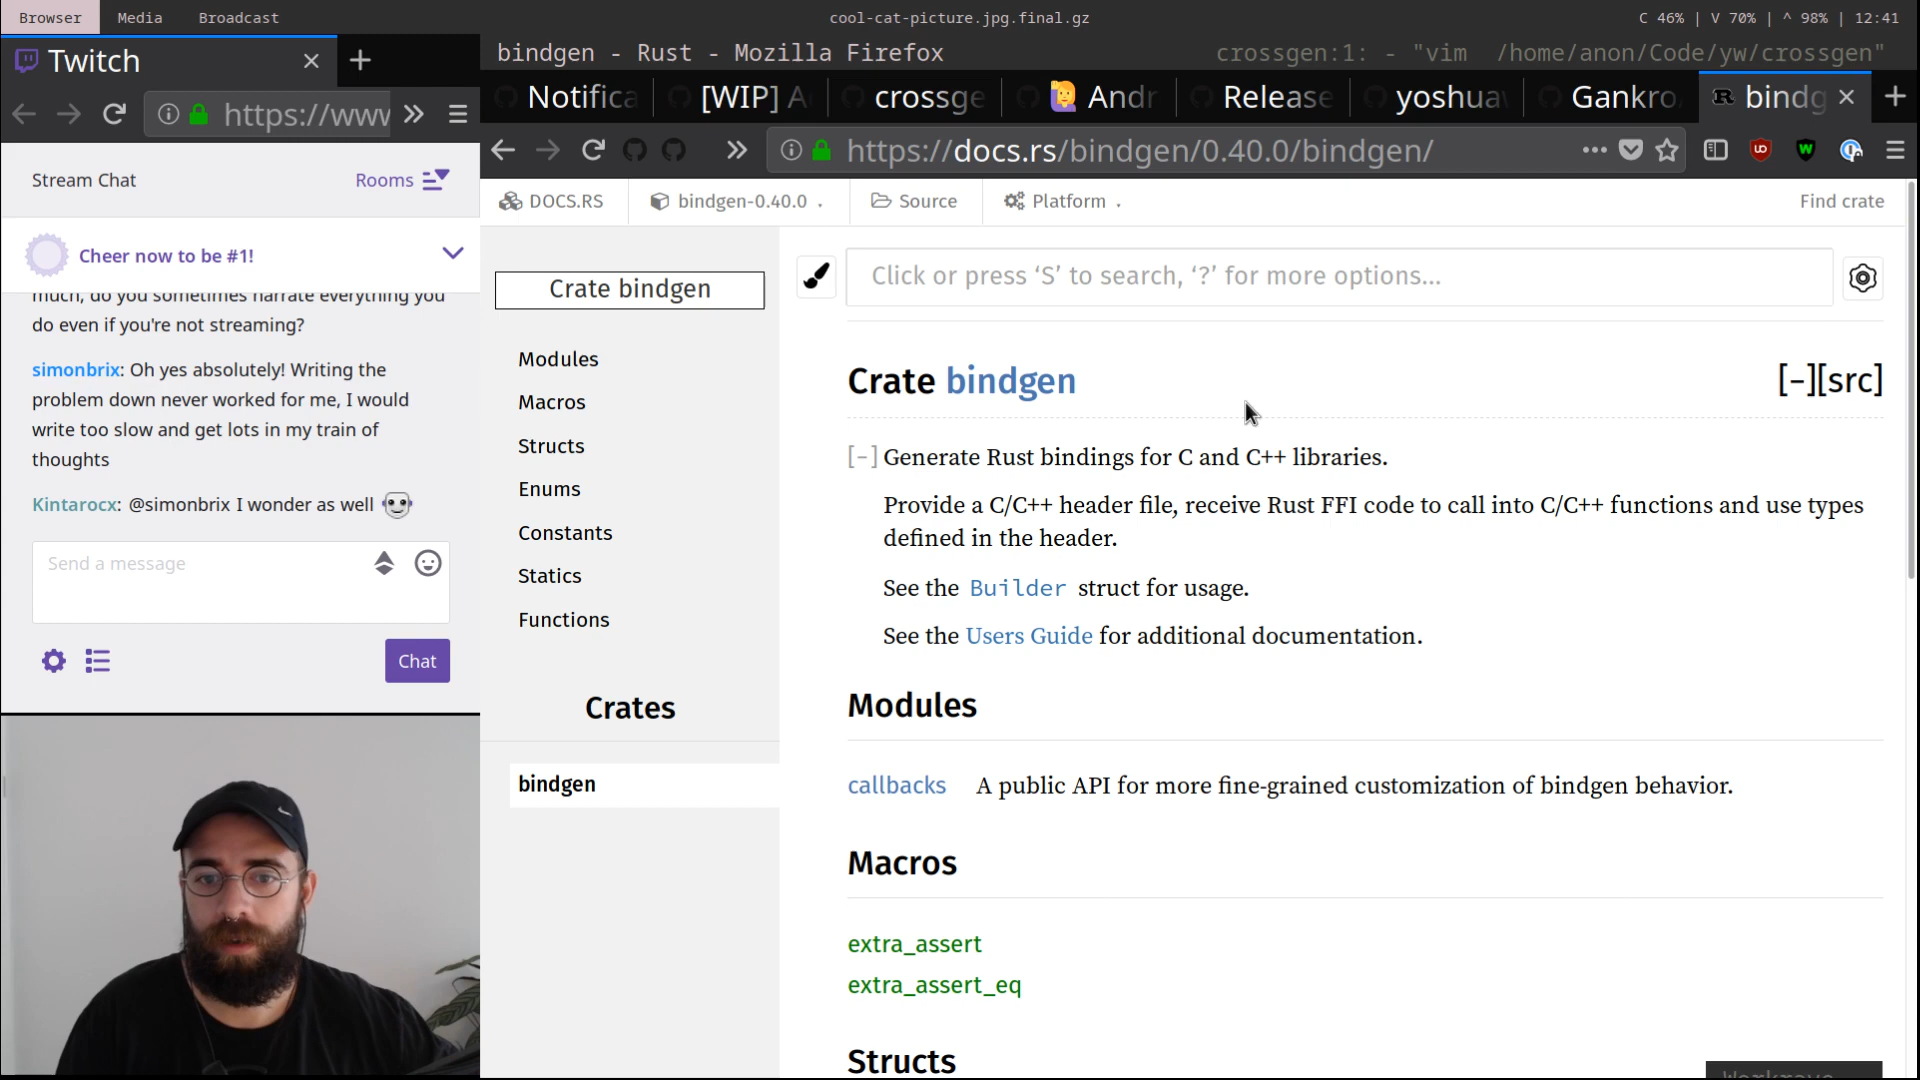 Browser Media Broadcast cool-cat-picture.jpg.final.gz C 46% | V 70% | ^ 98% | 12:41
Twitch
bindgen - Rust - Mozilla Firefox crossgen:1: - "vim /home/anon/Code/yw/crossgen"
Notifica [WIP] A crossge Andr Release yoshua Gankro bindg
https://www
https://docs.rs/bindgen/0.40.0/bindgen/
Stream Chat Rooms
Cheer now to be #1!
much, do you sometimes narrate everything you
do even if you're not streaming?
simonbrix: Oh yes absolutely! Writing the
problem down never worked for me, I would
write too slow and get lots in my train of
thoughts
Kintarocx: @simonbrix I wonder as well
Send a message
Chat
DOCS.RS bindgen-0.40.0 Source Platform Find crate
Crate bindgen
Modules
Macros
Structs
Enums
Constants
Statics
Functions
Crates
bindgen
Click or press ‘S’ to search, ‘?’ for more options...
Crate bindgen [-][src]
[-] Generate Rust bindings for C and C++ libraries.
Provide a C/C++ header file, receive Rust FFI code to call into C/C++ functions and use types
defined in the header.
See the Builder struct for usage.
See the Users Guide for additional documentation.
Modules
callbacks A public API for more fine-grained customization of bindgen behavior.
Macros
extra_assert
extra_assert_eq
Structs